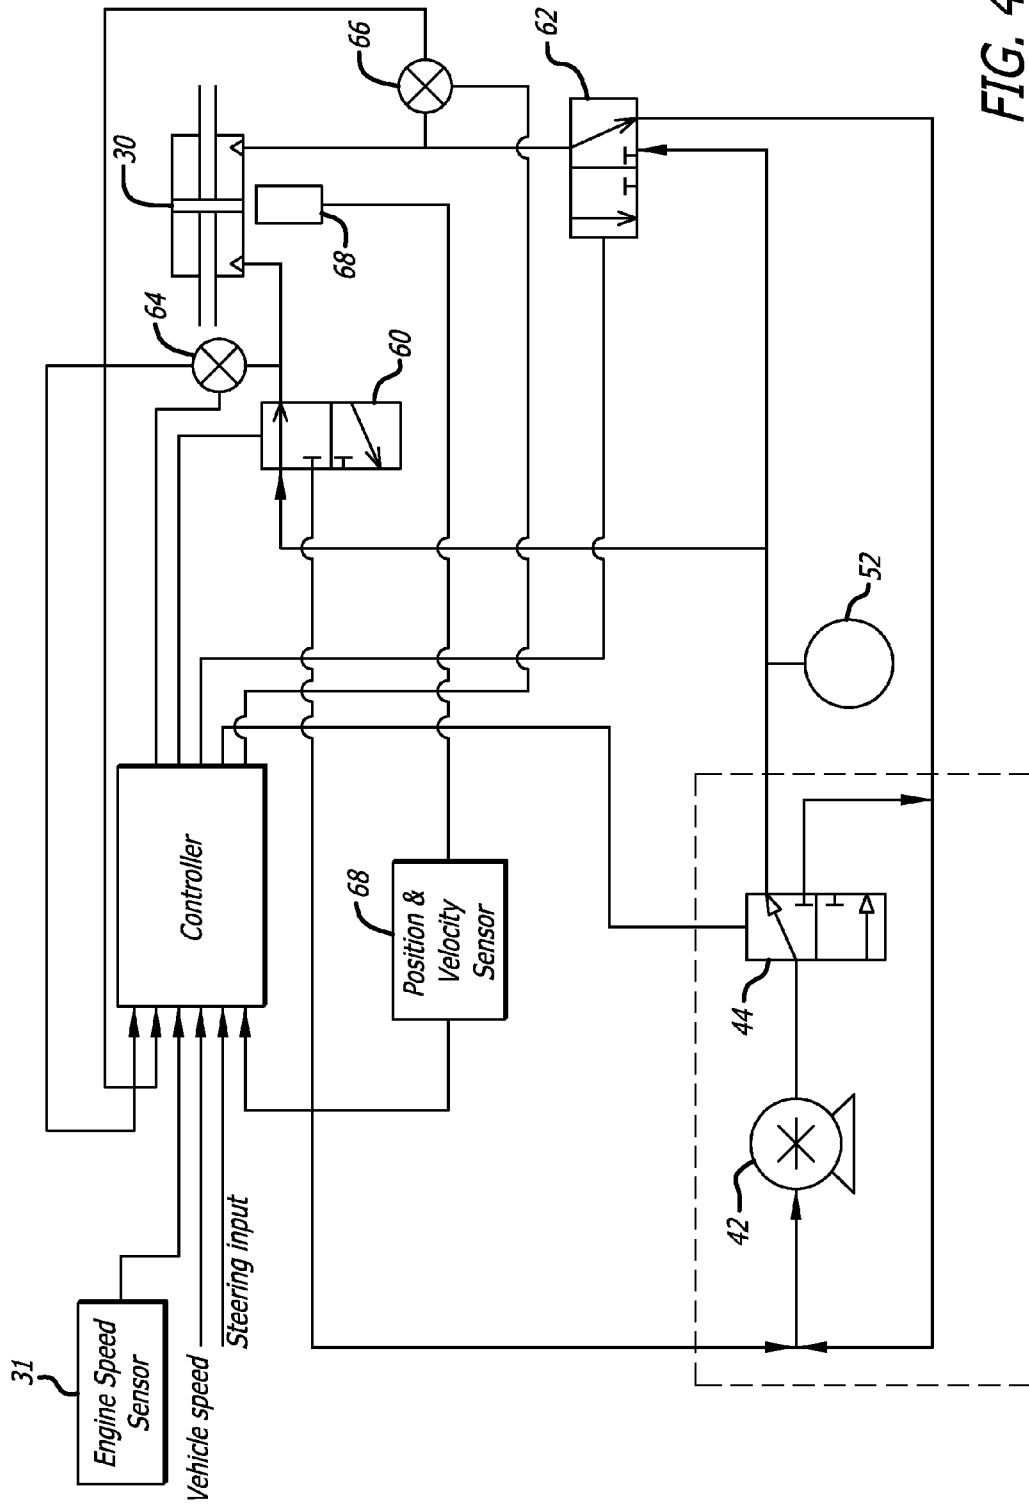 FIG. 4
31
Engine Speed
Sensor
Vehicle speed
Steering input
Controller
68
Position &
Velocity
Sensor
64
30
66
68
60
62
42
44
52